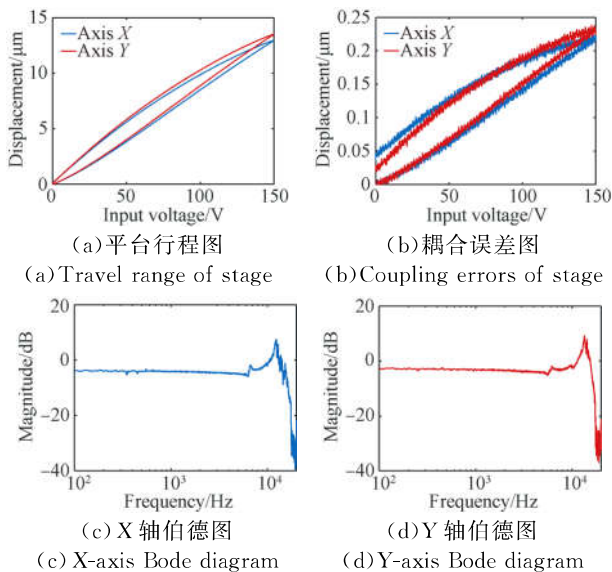 Displacement/μm
15
10
5
0
Axis X
Axis Y
0 50 100 150
Input voltage/V
(a)平台行程图
(a)Travel range of stage
Displacement/μm
0.25
0.2
0.15
0.1
0.05
0
Axis X
Axis Y
0 50 100 150
Input voltage/V
(b)耦合误差图
(b)Coupling errors of stage
Magnitude/dB
20
0
−20
−40
10² 10³ 10⁴
Frequency/Hz
(c)X轴伯德图
(c)X-axis Bode diagram
Magnitude/dB
20
0
−20
−40
10² 10³ 10⁴
Frequency/Hz
(d)Y轴伯德图
(d)Y-axis Bode diagram